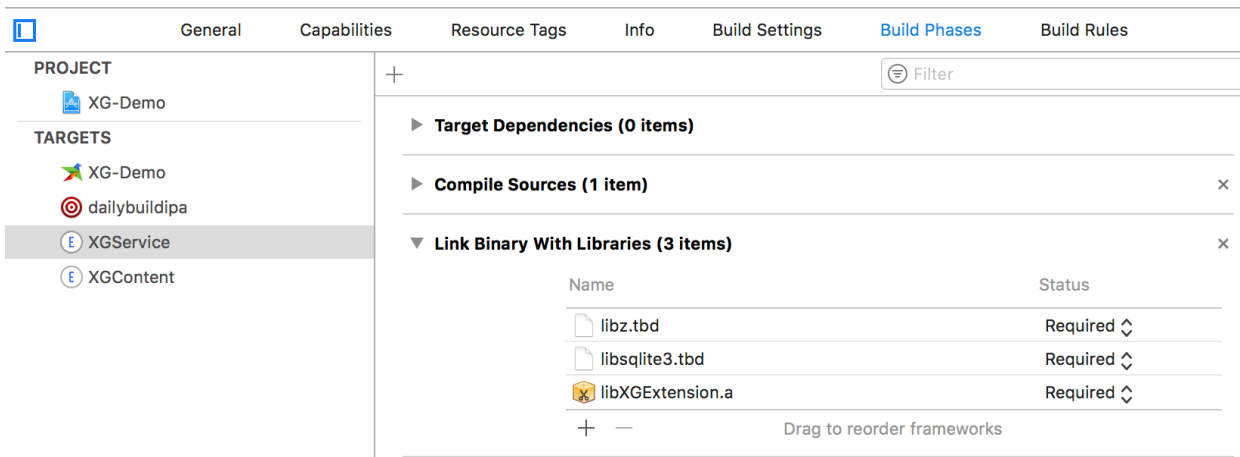 General Capabilities Resource Tags Info Build Settings Build Phases Build Rules
PROJECT
XG-Demo
TARGETS
XG-Demo
dailybuildipa
E XGService
E XGContent
Filter
Target Dependencies (0 items)
Compile Sources (1 item)
Link Binary With Libraries (3 items)
Name Status
libz.tbd Required
libsqlite3.tbd Required
libXGExtension.a Required
Drag to reorder frameworks